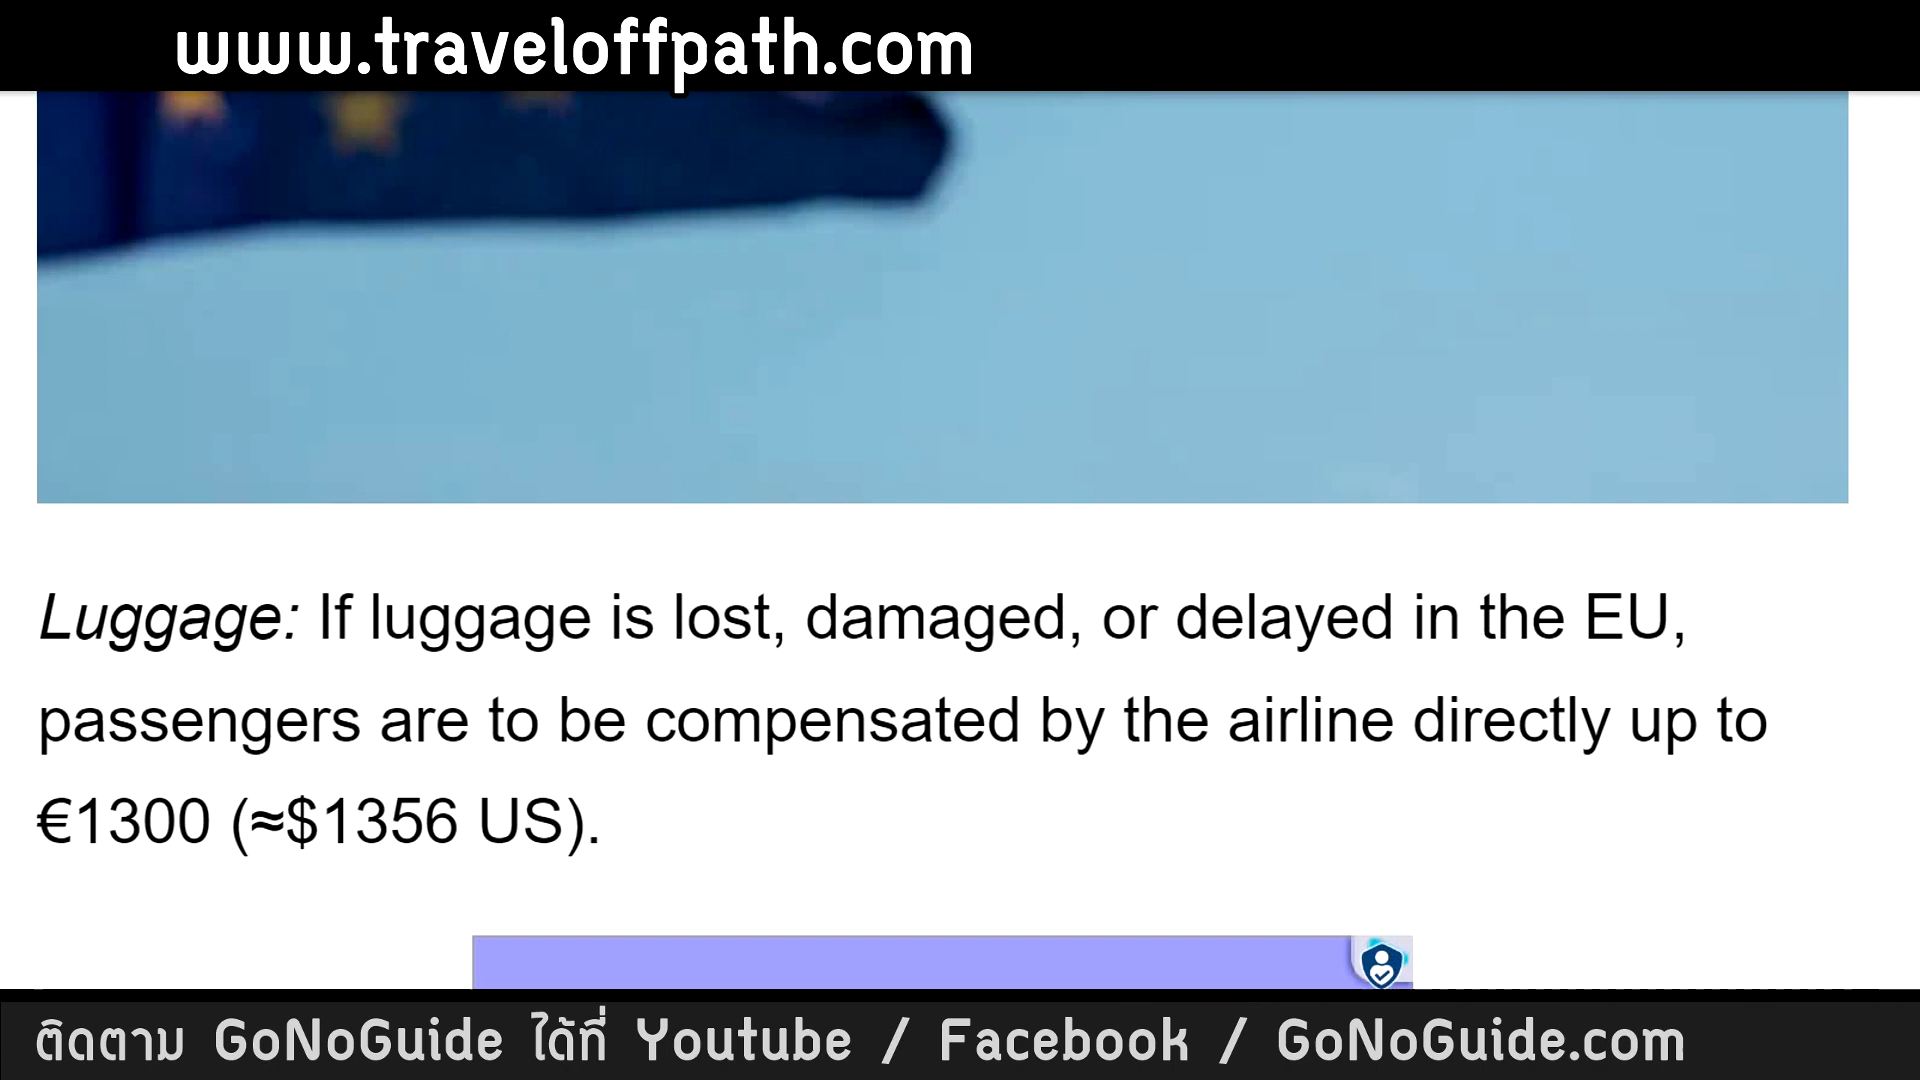 www.traveloffpath.com
Luggage: If luggage is lost, damaged, or delayed in the EU,
passengers are to be compensated by the airline directly up to
€1300 (≈$1356 US).
ติดตาม GoNoGuide ได้ที่ Youtube / Facebook / GoNoGuide.com